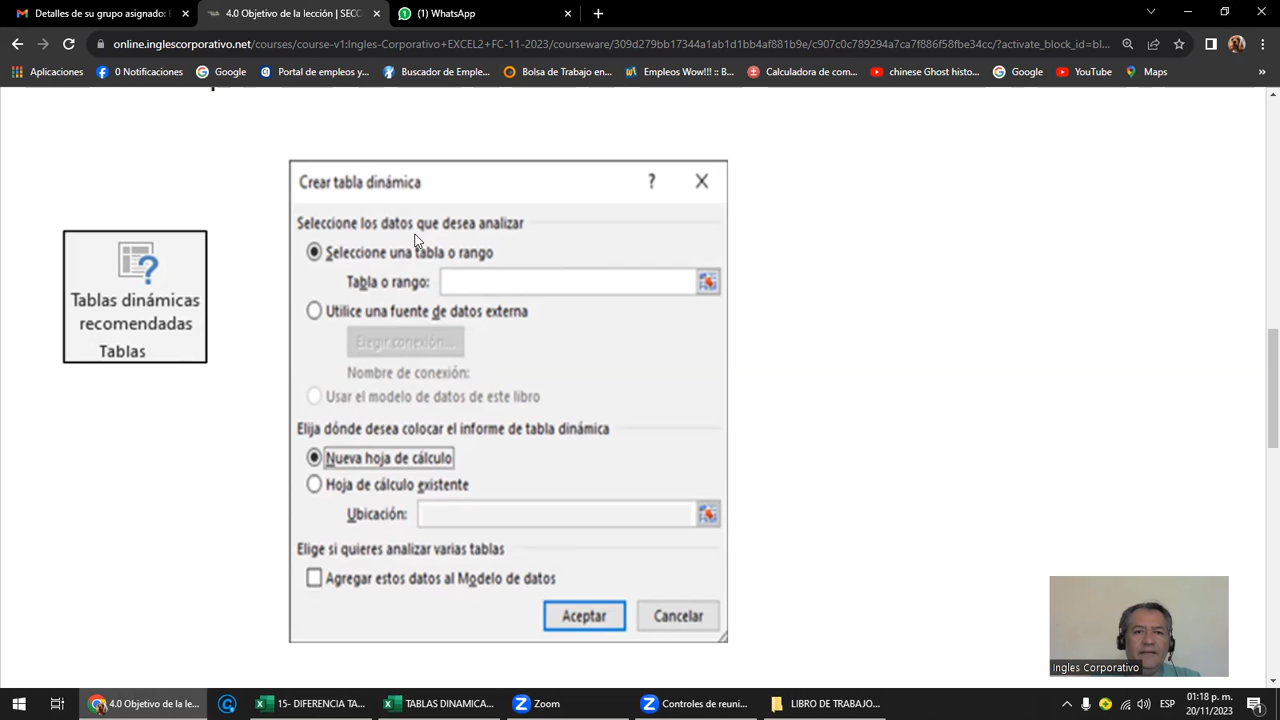 Detalles de su grupo asignado: L
4.0 Objetivo de la lección | SECC
(1) WhatsApp
online.inglescorporativo.net/courses/course-v1:Ingles-Corporativo+EXCEL2+FC-11-2023/courseware/309d279bb17344a1ab1d1bb4af881b9e/c907c0c789294a7ca7f886f58fbe34cc/?activate_block_id=bl...
Aplicaciones
0 Notificaciones
Google
Portal de empleos y...
Buscador de Emple...
Bolsa de Trabajo en...
Empleos Wow!!! :: B...
Calculadora de com...
chinese Ghost histo...
Google
YouTube
Maps
»
Crear tabla dinámica
?
X
Seleccione los datos que desea analizar
Seleccione una tabla o rango
Tabla o rango:
Utilice una fuente de datos externa
Elegir conexión...
Nombre de conexión:
Usar el modelo de datos de este libro
Elija dónde desea colocar el informe de tabla dinámica
Nueva hoja de cálculo
Hoja de cálculo existente
Ubicación:
Elige si quieres analizar varias tablas
Agregar estos datos al Modelo de datos
Aceptar
Cancelar
Tablas dinámicas
recomendadas
Tablas
Ingles Corporativo
4.0 Objetivo de la le...
15- DIFERENCIA TA...
TABLAS DINAMICA...
Zoom
Controles de reuni...
LIBRO DE TRABAJO...
ESP
01:18 p. m.
20/11/2023